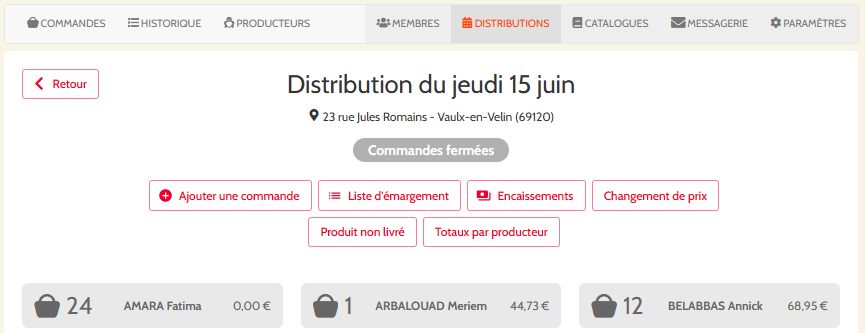 COMMANDES HISTORIQUE PRODUCTEURS MEMBRES DISTRIBUTIONS CATALOGUES MESSAGERIE PARAMÈTRES
Retour
Distribution du jeudi 15 juin
23 rue Jules Romains - Vaulx-en-Velin (69120)
Commandes fermées
Ajouter une commande Liste d'émargement Encaissements Changement de prix
Produit non livré Totaux par producteur
24 AMARA Fatima 0,00 € 1 ARBALOUAD Meriem 44,73 € 12 BELABBAS Annick 68,95 €